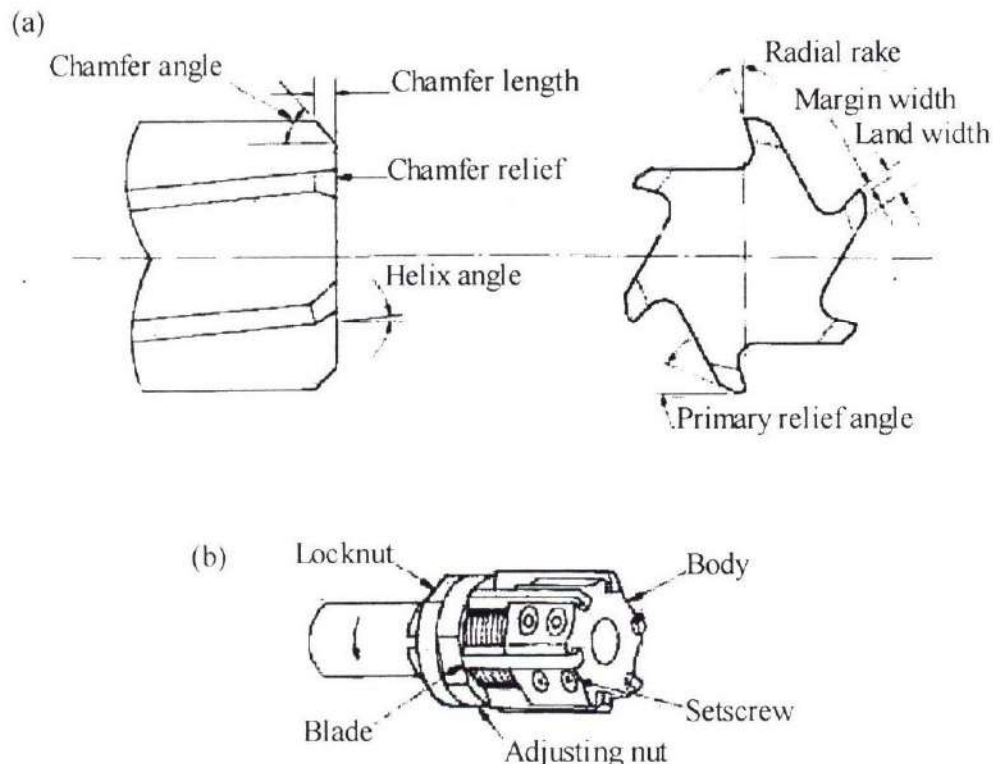 (a)
Chamfer angle
Chamfer length
Chamfer relief
Helix angle
Radial rake
Margin width
Land width
Primary relief angle
(b)
Locknut
Body
Blade
Setscrew
Adjusting nut